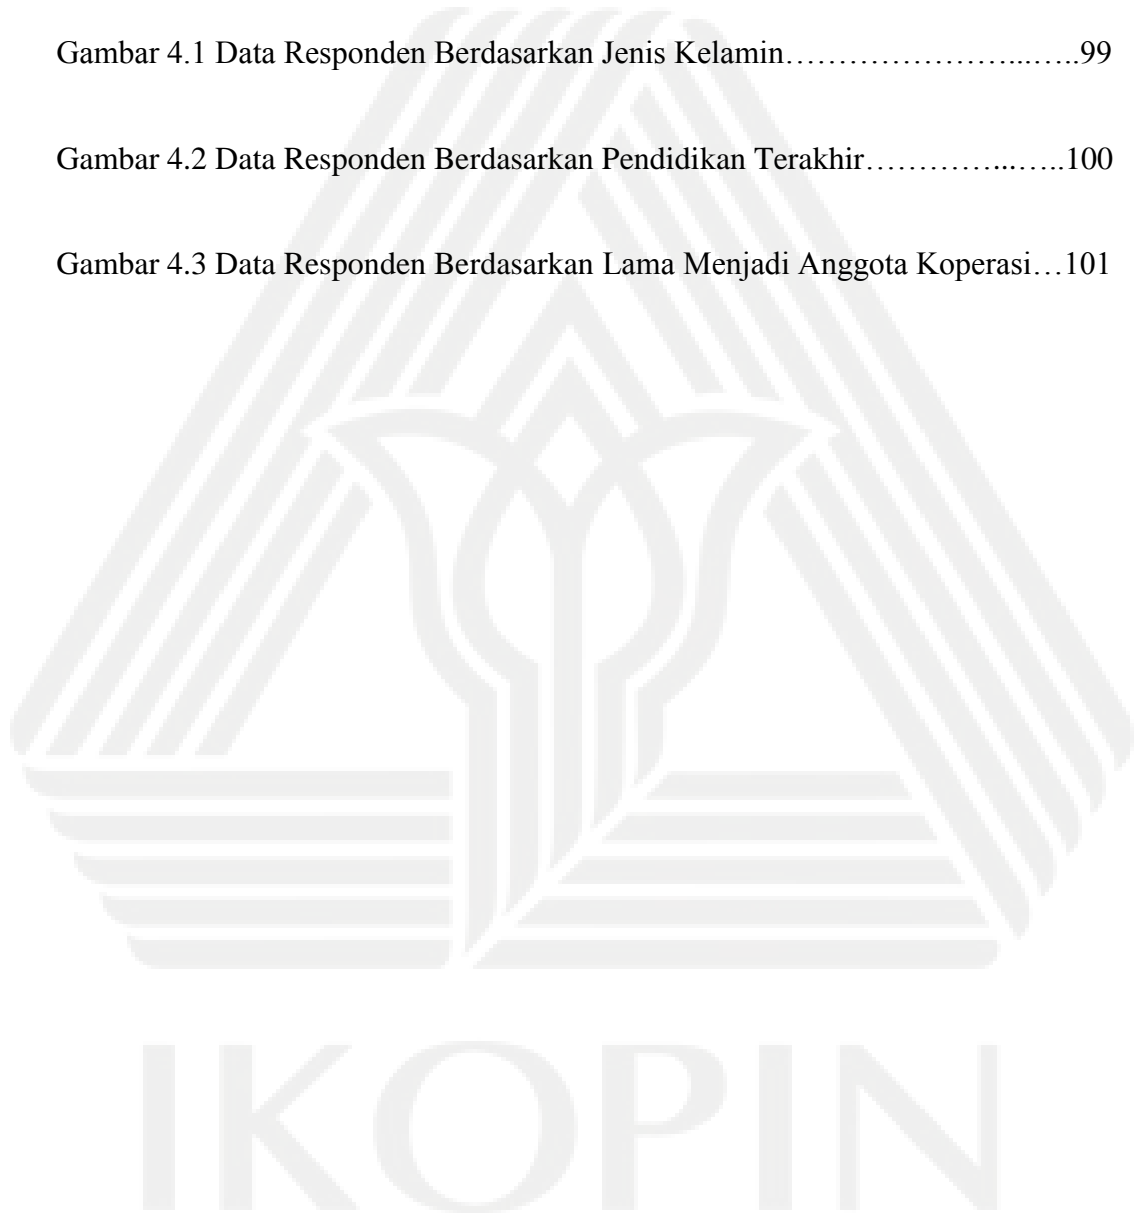 Gambar 4.1 Data Responden Berdasarkan Jenis Kelamin…………………...…..99
Gambar 4.2 Data Responden Berdasarkan Pendidikan Terakhir…………...…..100
Gambar 4.3 Data Responden Berdasarkan Lama Menjadi Anggota Koperasi…101
IKOPIN